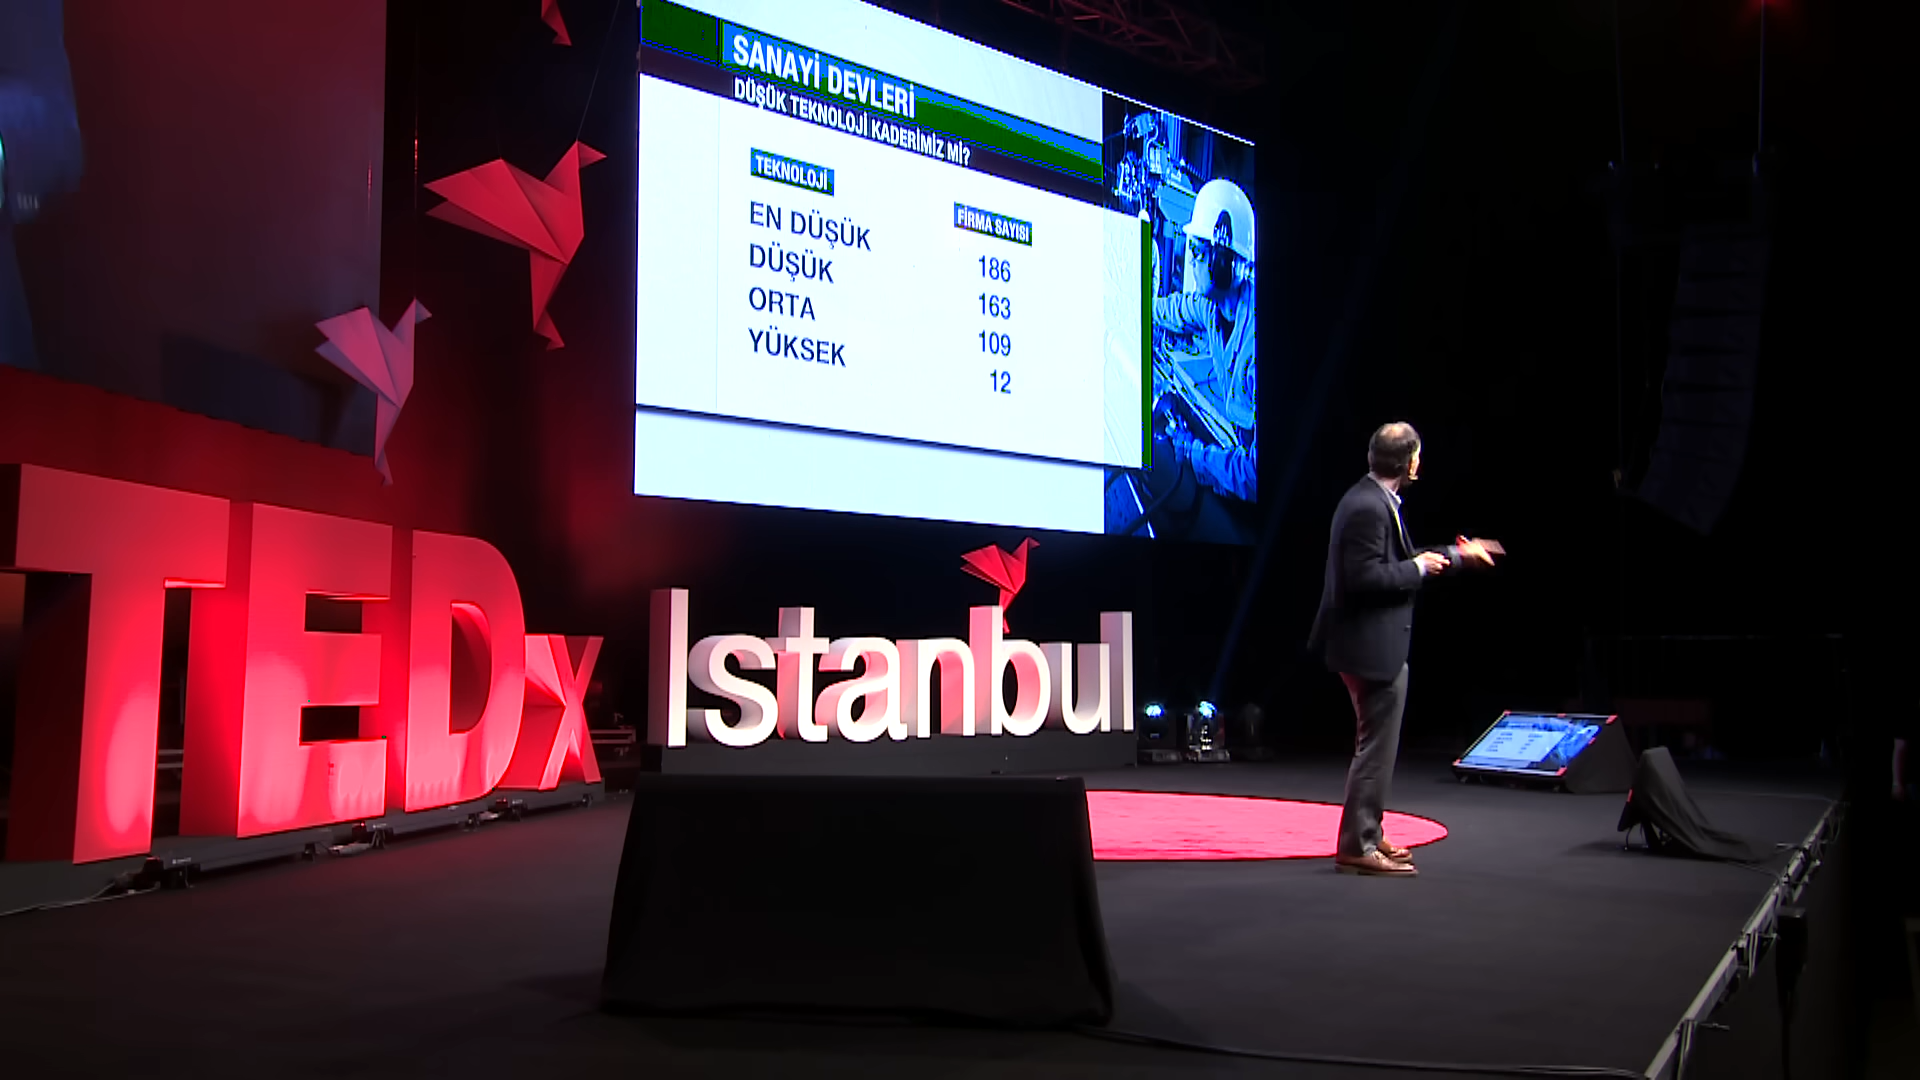 SANAYİ DEVLERİ
DÜŞÜK TEKNOLOJİ KADERİMİZ Mİ?
TEKNOLOJİ FİRMA SAYISI
EN DÜŞÜK 186
DÜŞÜK 163
ORTA 109
YÜKSEK 12
TEDx Istanbul